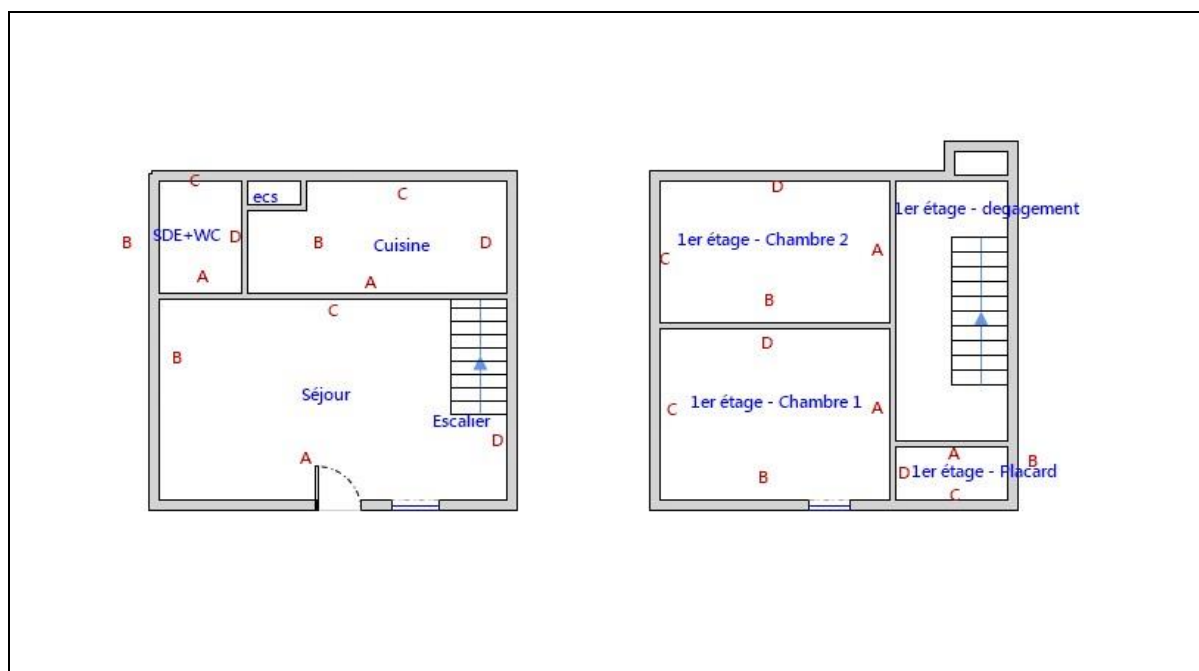 C
ecs
C
B
SDE+WC
D
B
Cuisine
D
A
A
C
B
Séjour
Escalier
D
A
D
1er étage - degagement
1er étage - Chambre 2
C
A
B
D
C
1er étage - Chambre 1
A
B
A
B
D
1er étage - Placard
C